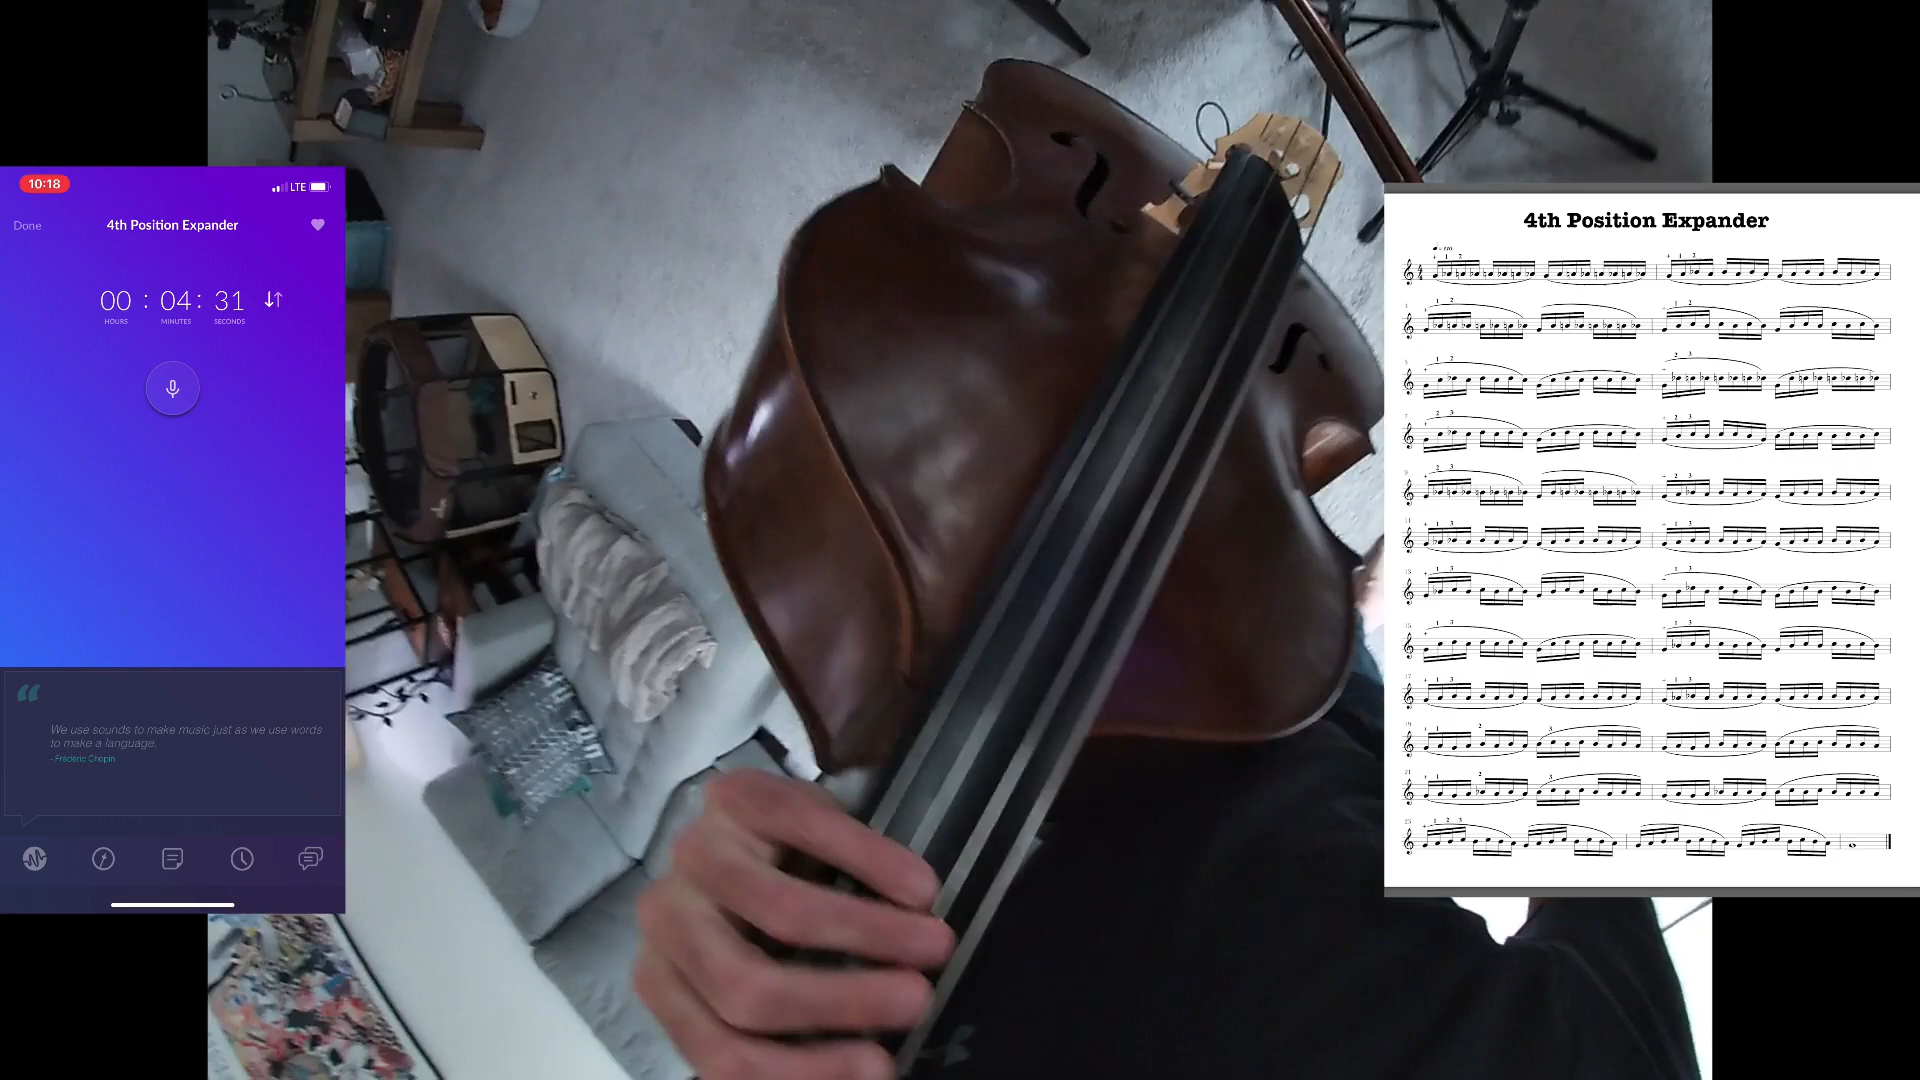 10:18
LTE
Done
4th Position Expander
00 : 04 : 31
HOURS MINUTES SECONDS
“
We use sounds to make music just as we use words
to make a language.
- Frédéric Chopin
4th Position Expander